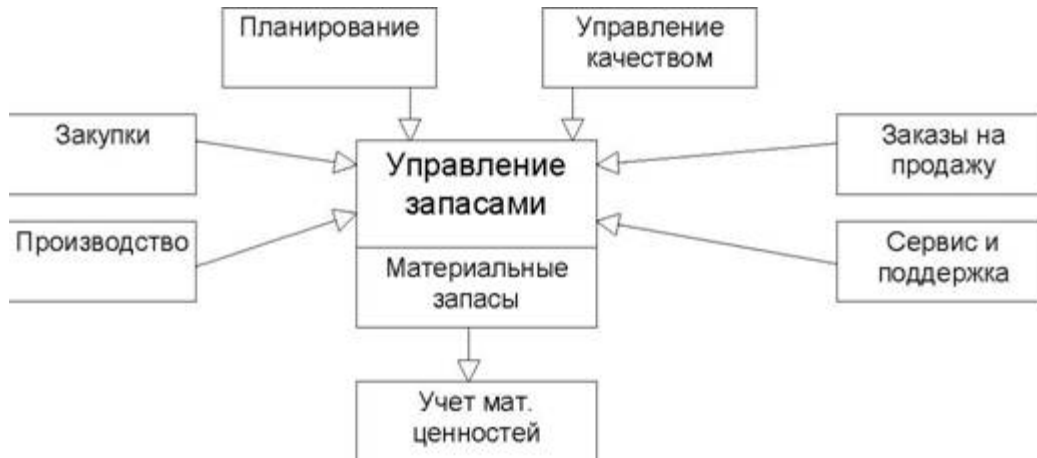 Планирование
Управление
качеством
Закупки
Управление
запасами
Заказы на
продажу
Производство
Материальные
запасы
Сервис и
поддержка
Учет мат.
ценностей